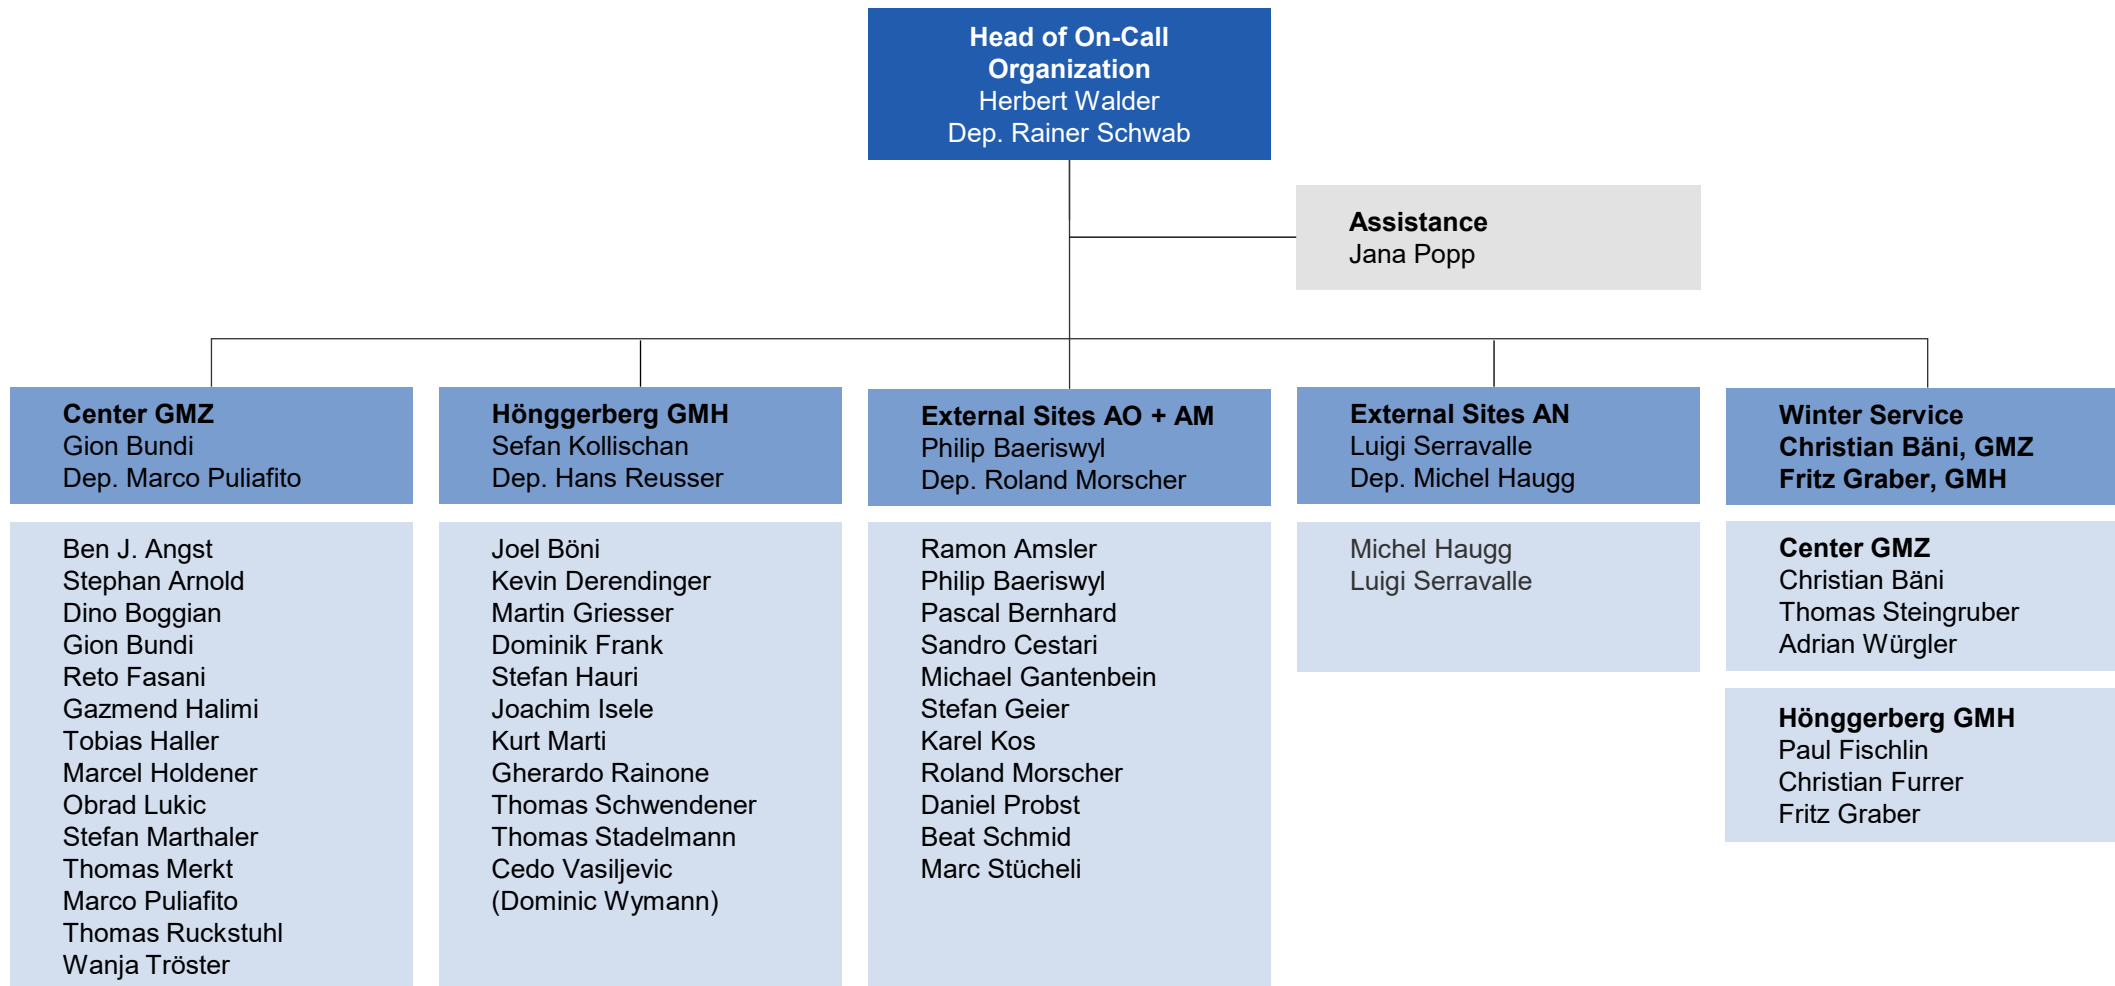 Head of On-Call
Organization
Herbert Walder
Dep. Rainer Schwab
Assistance
Jana Popp
Center GMZ
Gion Bundi
Dep. Marco Puliafito
Ben J. Angst
Stephan Arnold
Dino Boggian
Gion Bundi
Reto Fasani
Gazmend Halimi
Tobias Haller
Marcel Holdener
Obrad Lukic
Stefan Marthaler
Thomas Merkt
Marco Puliafito
Thomas Ruckstuhl
Wanja Tröster
Hönggerberg GMH
Sefan Kollischan
Dep. Hans Reusser
Joel Böni
Kevin Derendinger
Martin Griesser
Dominik Frank
Stefan Hauri
Joachim Isele
Kurt Marti
Gherardo Rainone
Thomas Schwendener
Thomas Stadelmann
Cedo Vasiljevic
(Dominic Wymann)
External Sites AO + AM
Philip Baeriswyl
Dep. Roland Morscher
Ramon Amsler
Philip Baeriswyl
Pascal Bernhard
Sandro Cestari
Michael Gantenbein
Stefan Geier
Karel Kos
Roland Morscher
Daniel Probst
Beat Schmid
Marc Stücheli
External Sites AN
Luigi Serravalle
Dep. Michel Haugg
Michel Haugg
Luigi Serravalle
Winter Service
Christian Bäni, GMZ
Fritz Graber, GMH
Center GMZ
Christian Bäni
Thomas Steingruber
Adrian Würgler
Hönggerberg GMH
Paul Fischlin
Christian Furrer
Fritz Graber